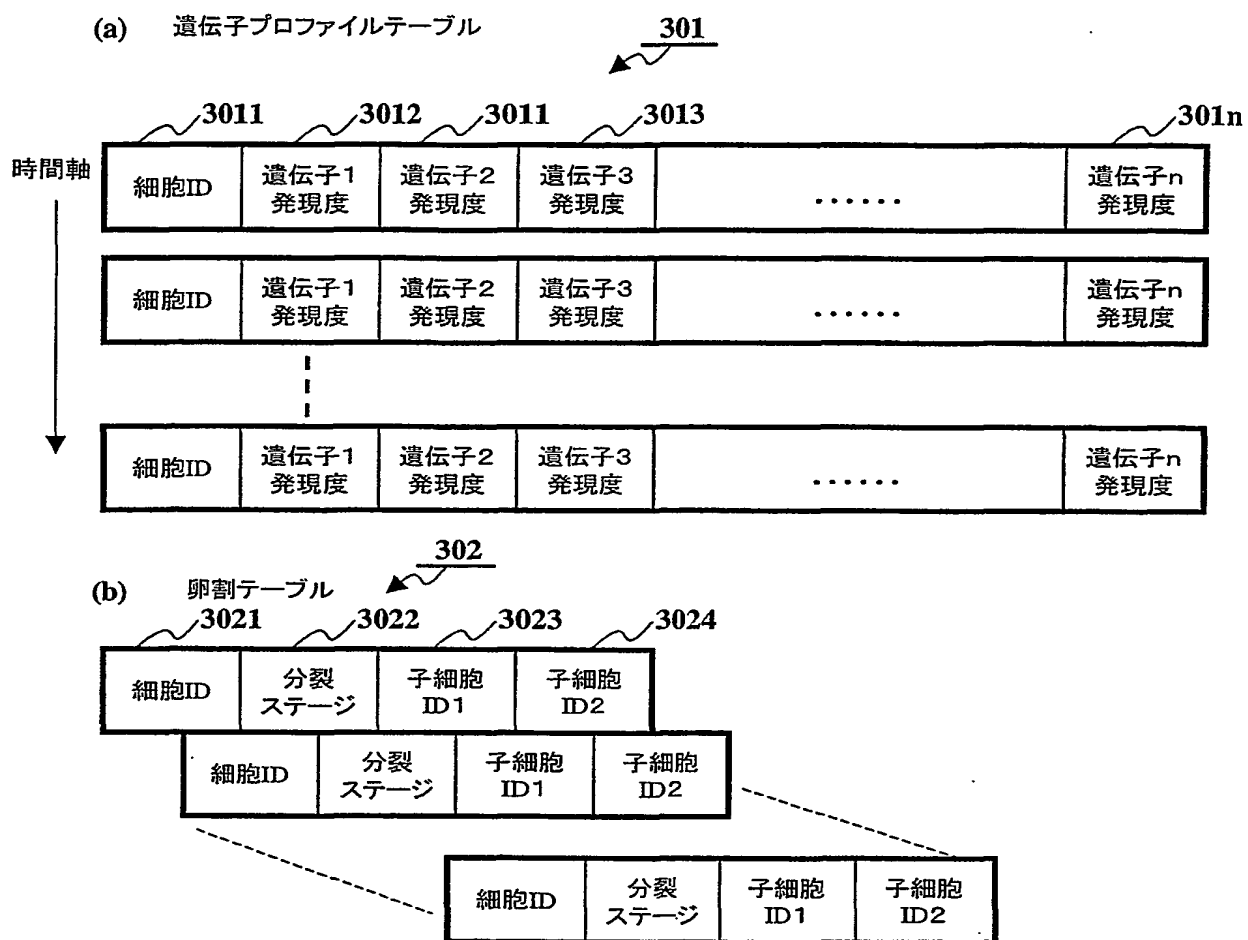 (a) 遺伝子プロファイルテーブル
301
3011 3012 3011 3013 301n
時間軸
細胞ID 遺伝子1 発現度 遺伝子2 発現度 遺伝子3 発現度 ...... 遺伝子n 発現度
細胞ID 遺伝子1 発現度 遺伝子2 発現度 遺伝子3 発現度 ...... 遺伝子n 発現度
細胞ID 遺伝子1 発現度 遺伝子2 発現度 遺伝子3 発現度 ...... 遺伝子n 発現度
302
(b) 卵割テーブル
3021 3022 3023 3024
細胞ID 分裂 ステージ 子細胞 ID1 子細胞 ID2
細胞ID 分裂 ステージ 子細胞 ID1 子細胞 ID2
細胞ID 分裂 ステージ 子細胞 ID1 子細胞 ID2